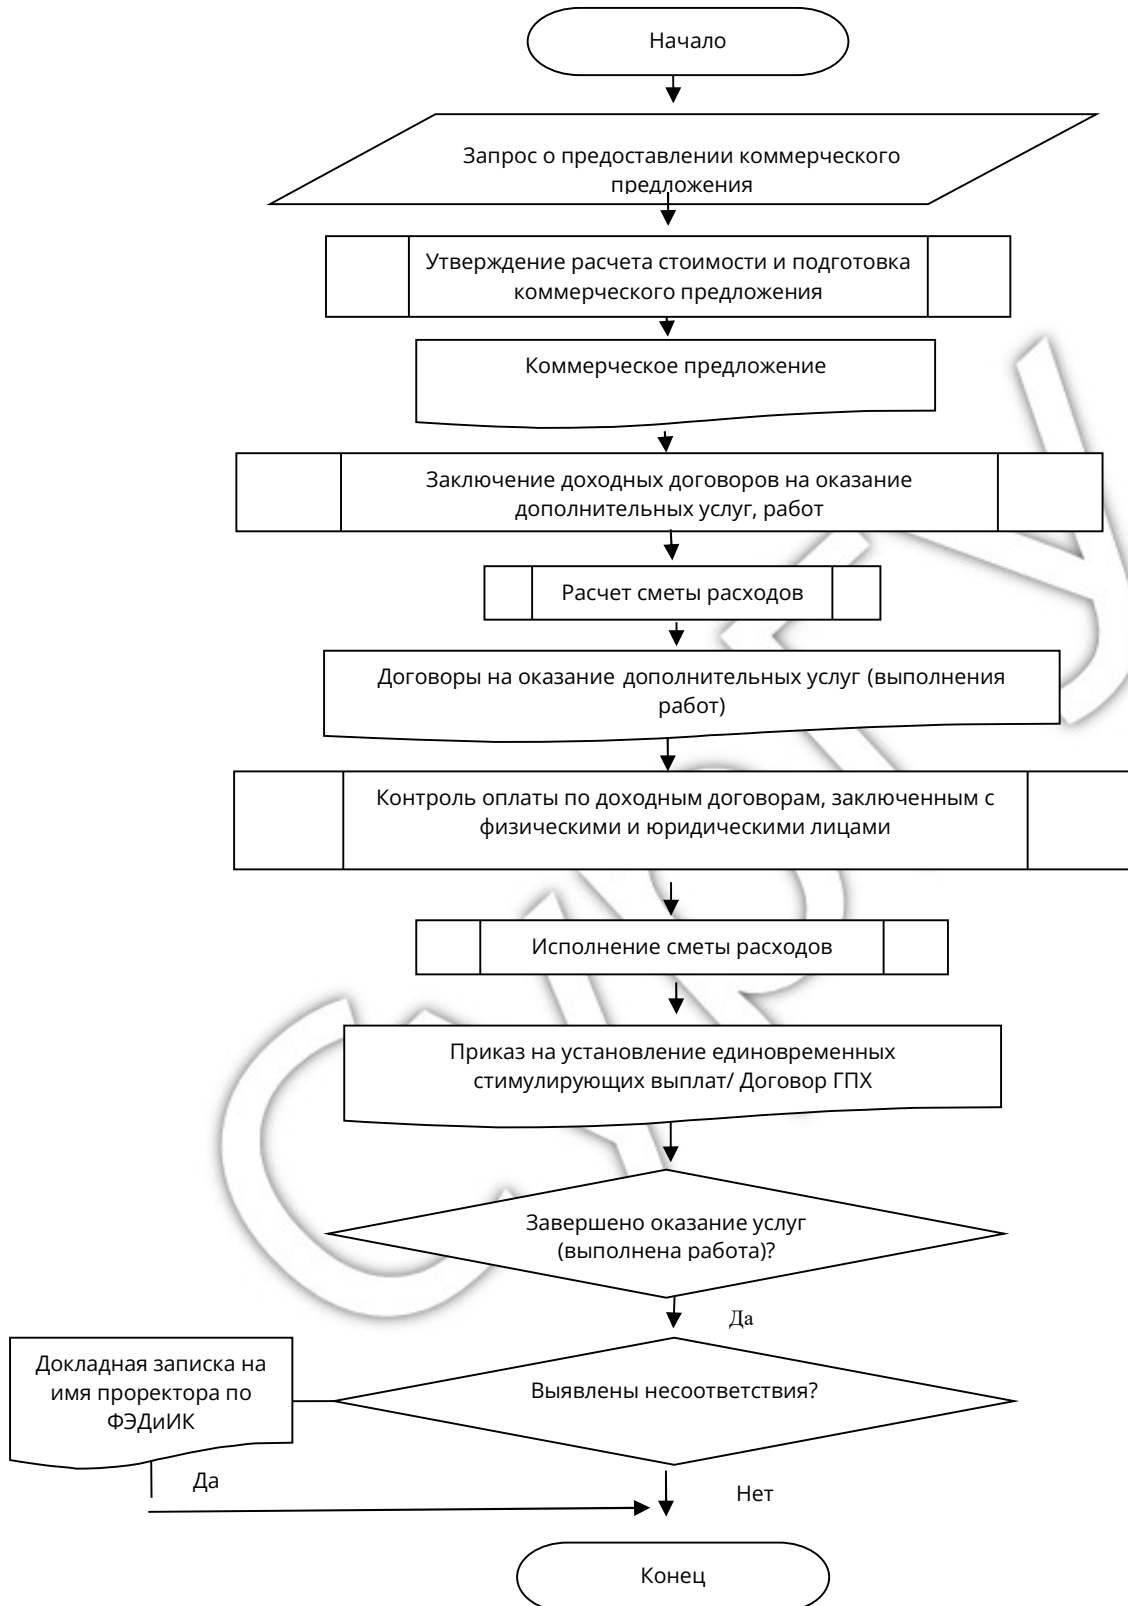 Начало
Запрос о предоставлении коммерческого
предложения
Утверждение расчета стоимости и подготовка
коммерческого предложения
Коммерческое предложение
Заключение доходных договоров на оказание
дополнительных услуг, работ
Расчет сметы расходов
Договоры на оказание дополнительных услуг (выполнения
работ)
Контроль оплаты по доходным договорам, заключенным с
физическими и юридическими лицами
Исполнение сметы расходов
Приказ на установление единовременных
стимулирующих выплат/ Договор ГПХ
Завершено оказание услуг
(выполнена работа)?
Да
Докладная записка на
имя проректора по
ФЭДиИК
Выявлены несоответствия?
Да
Нет
Конец